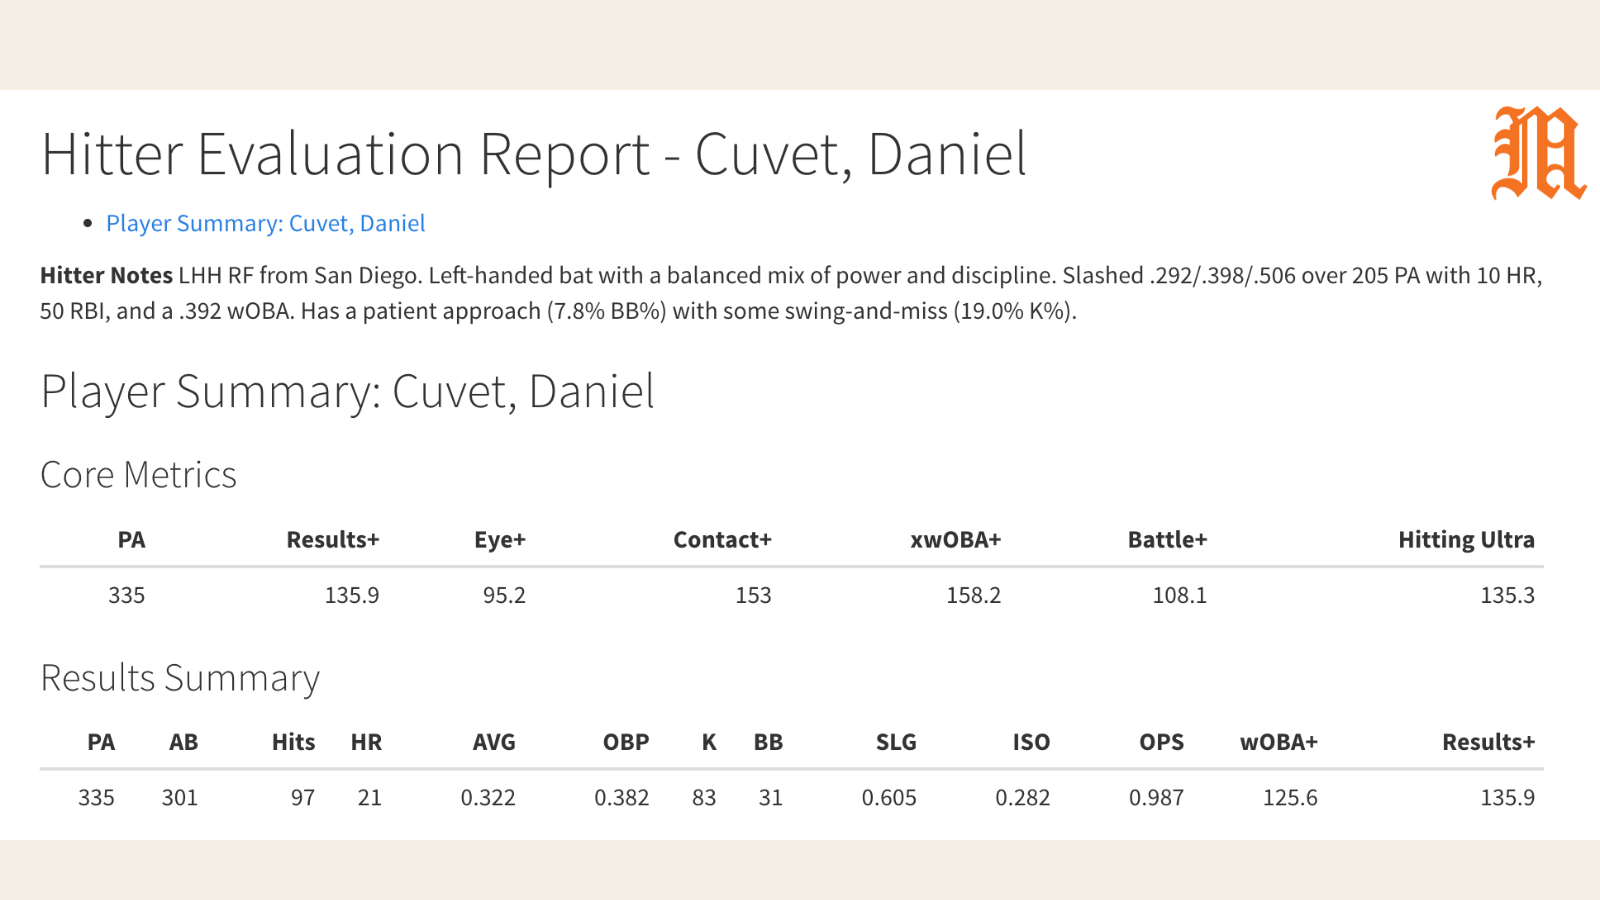 Hitter Evaluation Report - Cuvet, Daniel
M
Player Summary: Cuvet, Daniel
Hitter Notes LHH RF from San Diego. Left-handed bat with a balanced mix of power and discipline. Slashed .292/.398/.506 over 205 PA with 10 HR,
50 RBI, and a .392 wOBA. Has a patient approach (7.8% BB%) with some swing-and-miss (19.0% K%).
Player Summary: Cuvet, Daniel
Core Metrics
PA Results+ Eye+ Contact+ xwOBA+ Battle+ Hitting Ultra
335 135.9 95.2 153 158.2 108.1 135.3
Results Summary
PA AB Hits HR AVG OBP K BB SLG ISO OPS wOBA+ Results+
335 301 97 21 0.322 0.382 83 31 0.605 0.282 0.987 125.6 135.9